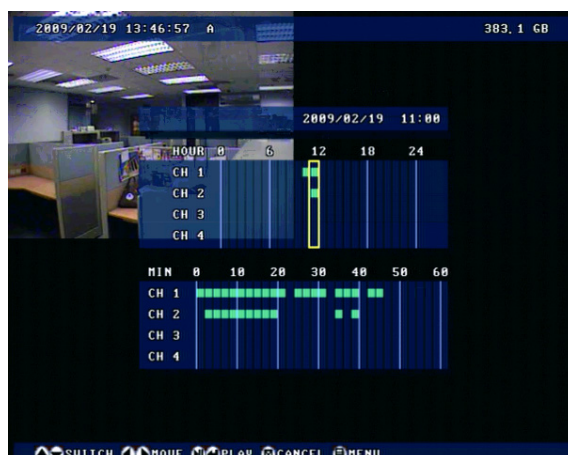 2009/02/19 13:46:57 A 383.1 GB
2009/02/19 11:00
HOUR 0 6 12 18 24
CH 1
CH 2
CH 3
CH 4
MIN 0 10 20 30 40 50 60
CH 1
CH 2
CH 3
CH 4
SWITCH MOVE PLAY CANCEL MENU